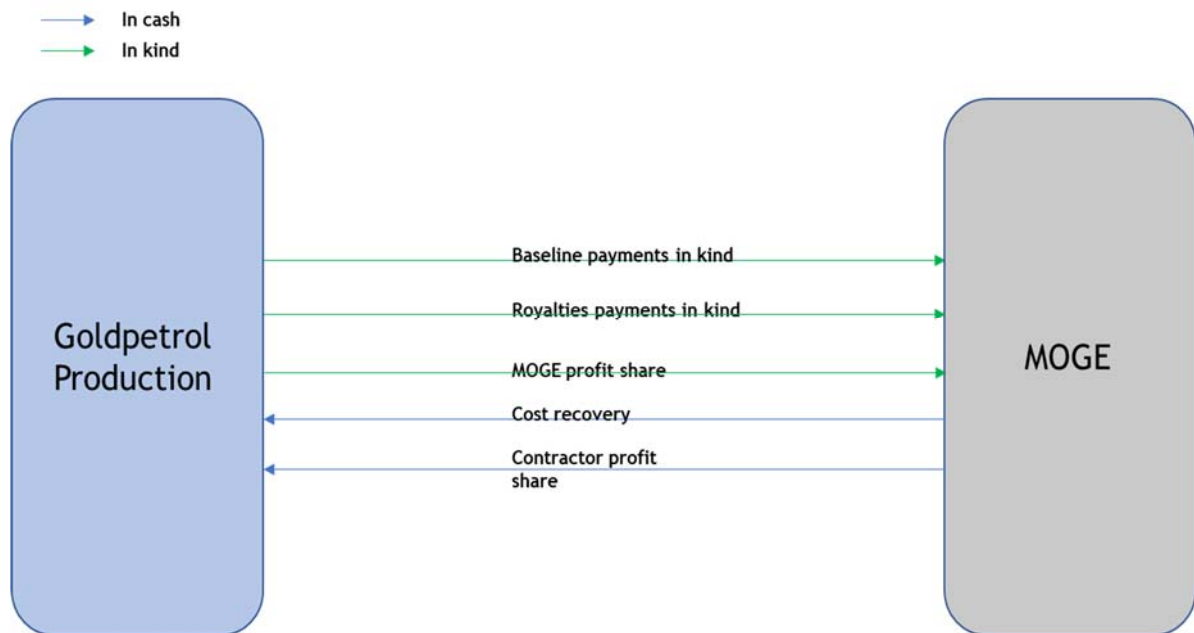 In cash
In kind
Baseline payments in kind
Royalties payments in kind
Goldpetrol
Production
MOGE
MOGE profit share
Cost recovery
Contractor profit
share